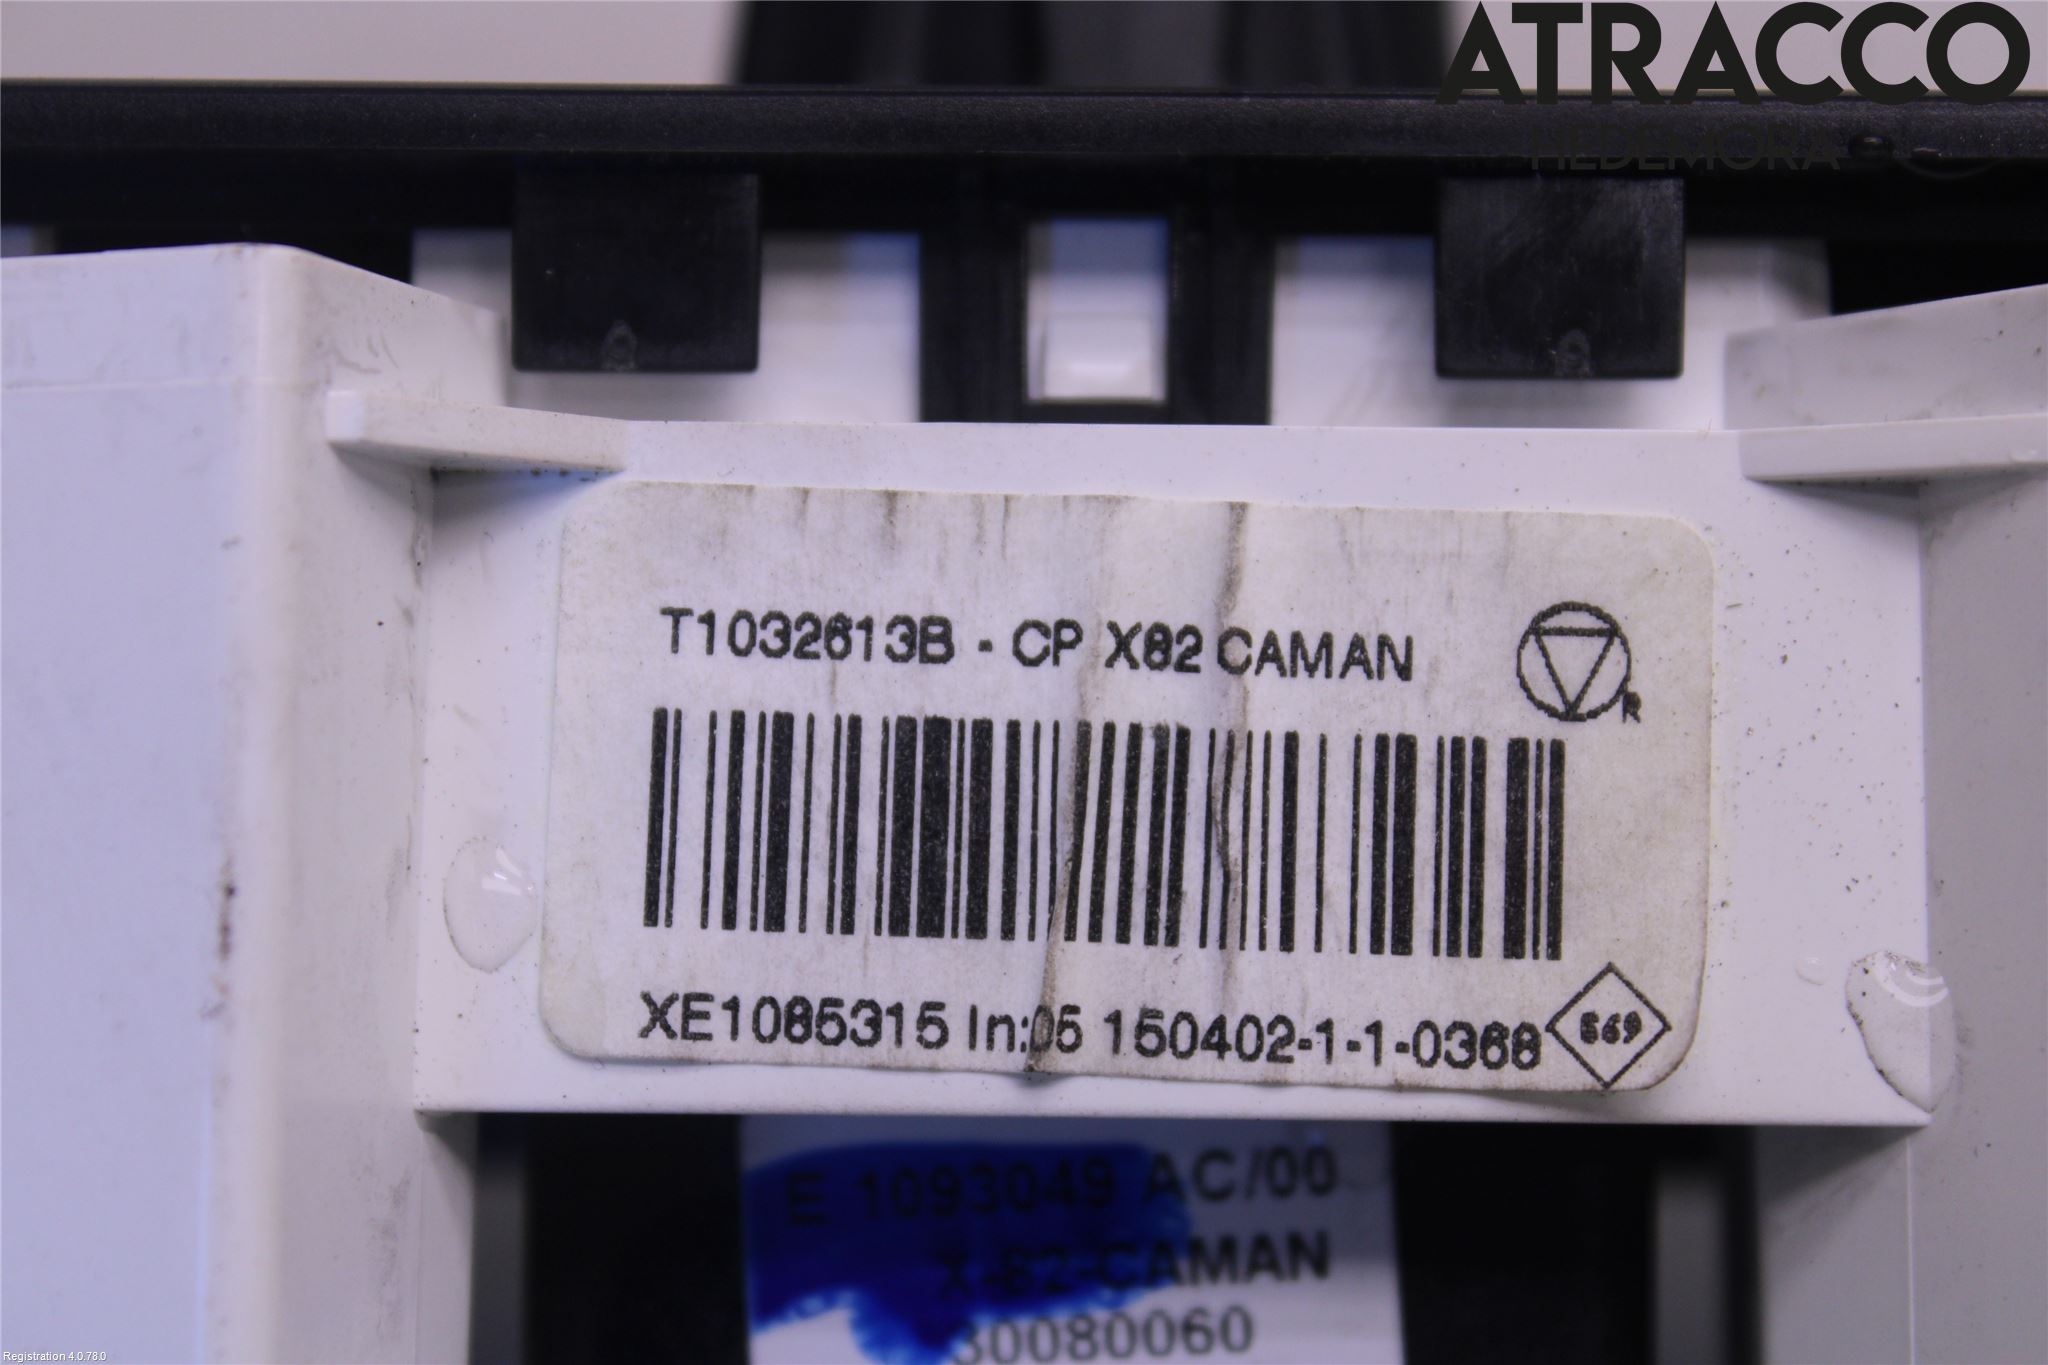 ATRACCO
HEDEMORA
T1032613B - CP X82 CAMAN
R
XE1085315 In:05 150402-1-1-0368
569
E 1093049 AC/00
X-82-CAMAN
30080060
Registration 4.0.78.0